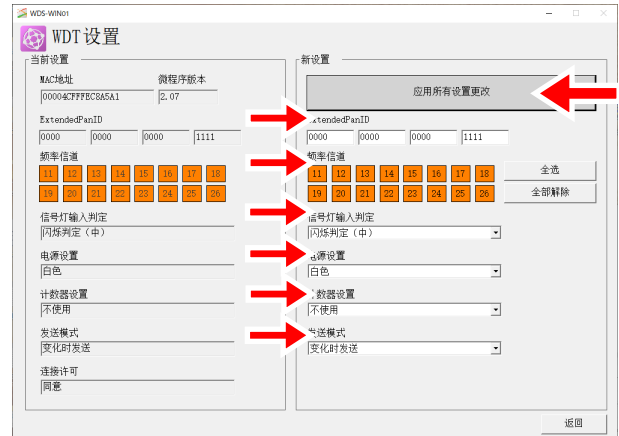 WDS-WIN01
WDT 设置
当前设置
MAC地址 微程序版本
00004CFFFEC8A5A1 2.07
ExtendedPanID
0000 0000 0000 1111
频率信道
11 12 13 14 15 16 17 18
19 20 21 22 23 24 25 26
信号灯输入判定
闪烁判定（中）
电源设置
白色
计数器设置
不使用
发送模式
变化时发送
连接许可
同意
新设置
应用所有设置更改
xtendedPanID
0000 0000 0000 1111
频率信道
11 12 13 14 15 16 17 18 全选
19 20 21 22 23 24 25 26 全部解除
信号灯输入判定
闪烁判定（中）
电源设置
白色
数器设置
不使用
发送模式
变化时发送
返回